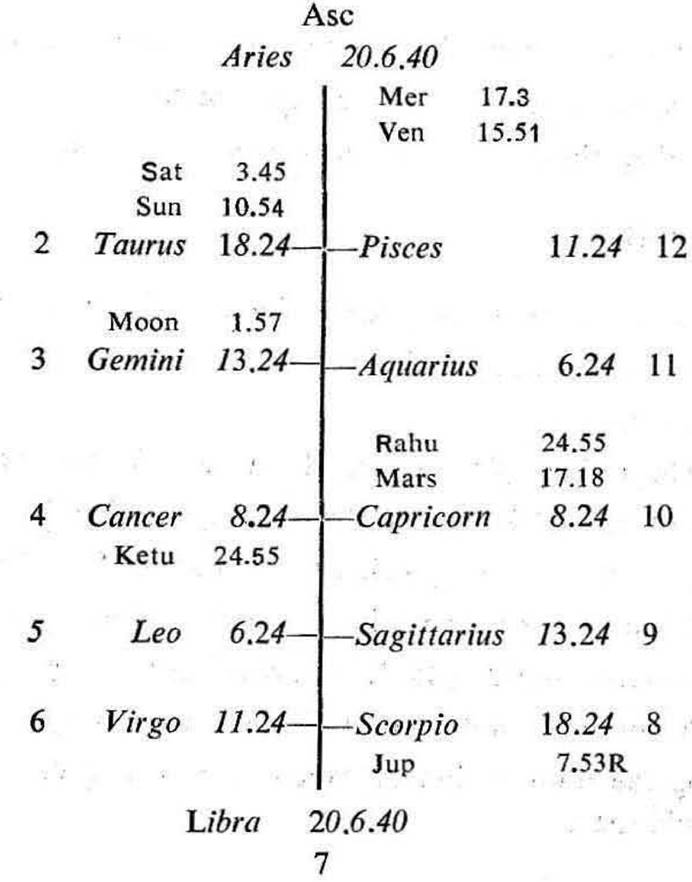 Asc
Aries 20.6.40
Mer 17.3
Ven 15.51
Sat 3.45
Sun 10.54
2 Taurus 18.24 Pisces 11.24 12
Moon 1.57
3 Gemini 13.24 Aquarius 6.24 11
Rahu 24.55
Mars 17.18
4 Cancer 8.24 Capricorn 8.24 10
Ketu 24.55
5 Leo 6.24 Sagittarius 13.24 9
6 Virgo 11.24 Scorpio 18.24 8
Jup 7.53R
Libra 20.6.40
7